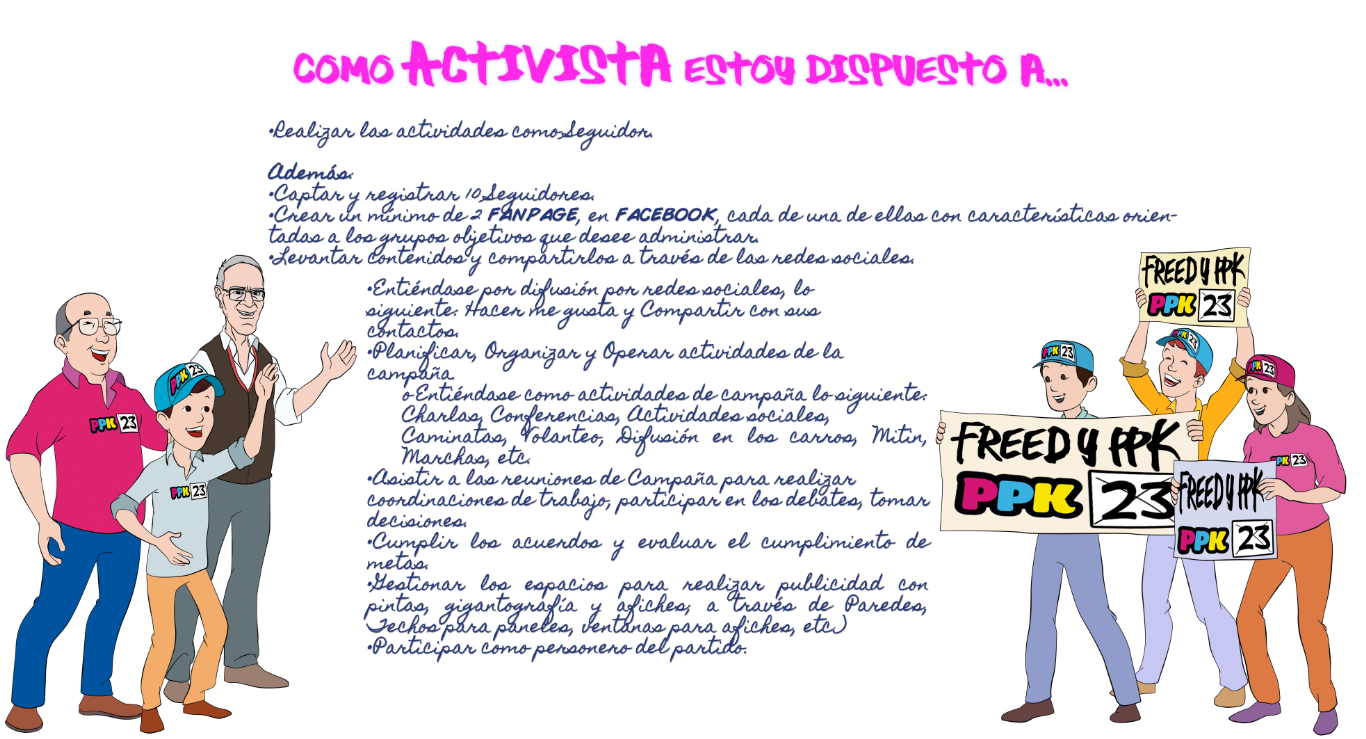 COMO ACTIVISTA ESTOY DISPUESTO A...
•Realizar las actividades como Seguidor.
Además:
•Captar y registrar 10 Seguidores.
•Crear un mínimo de 2 FANPAGE, en FACEBOOK, cada de una de ellas con características orien-
tadas a los grupos objetivos que desee administrar.
•Levantar contenidos y compartirlos a través de las redes sociales.
•Entiéndase por difusión por redes sociales, lo
siguiente: Hacer me gusta y Compartir con sus
contactos.
•Planificar, Organizar y Operar actividades de la
campaña
o Entiéndase como actividades de campaña lo siguiente:
Charlas, Conferencias, Actividades sociales,
Caminatas, Volanteo, Difusión en los carros, Mitin,
Marchas, etc.
•Asistir a las reuniones de Campaña para realizar
coordinaciones de trabajo, participar en los debates, tomar
decisiones.
•Cumplir los acuerdos y evaluar el cumplimiento de
metas.
•Gestionar los espacios para realizar publicidad con
pintas, gigantografía y afiches; a través de Paredes,
Techos para paneles, ventanas para afiches, etc)
•Participar como personero del partido.
PPK 23
PPK 23
PPK 23
FREED Y PPK
PPK 23
PPK 23
PPK 23
PPK 23
FREED Y PPK
PPK 23
FREED Y PPK
PPK 23
PPK 23